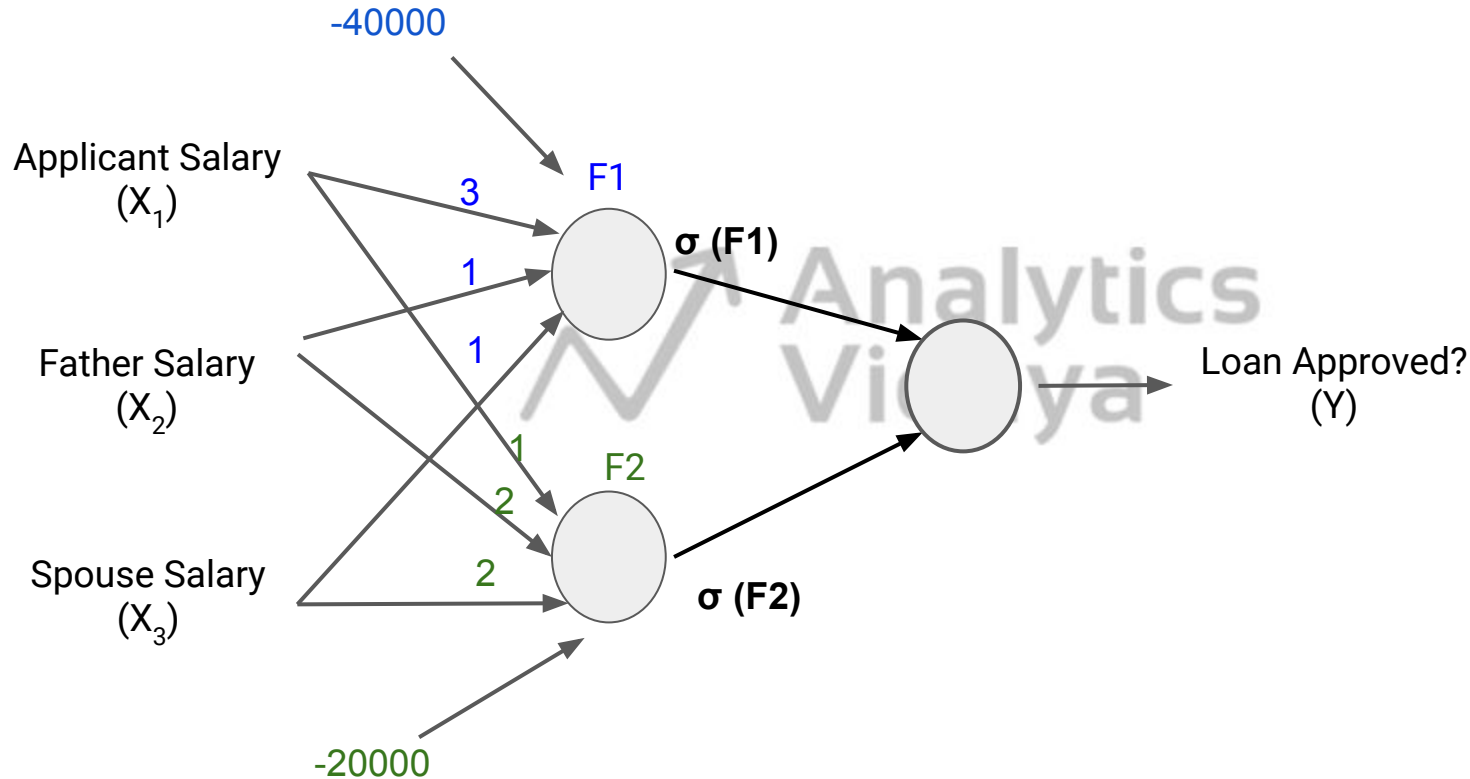 -40000
Applicant Salary
(X₁)
3
F1
σ (F1)
1
Analytics
Vidhya
Father Salary
(X₂)
1
Loan Approved?
(Y)
1
F2
2
Spouse Salary
(X₃)
2
σ (F2)
-20000